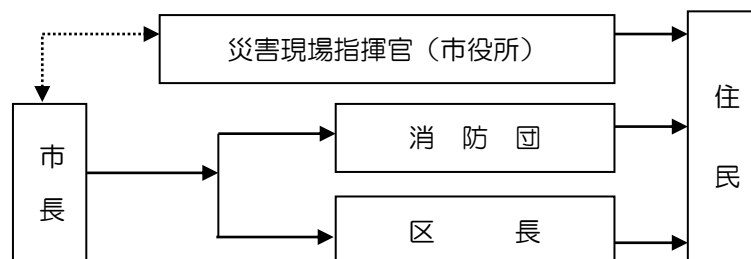 災害現場指揮官（市役所）
消防団
区長
市長
住民